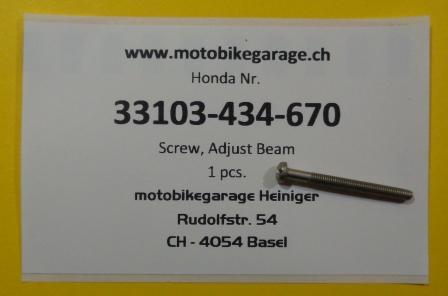 www.motobikegarage.ch
Honda Nr.
33103-434-670
Screw, Adjust Beam
1 pcs.
motobikegarage Heiniger
Rudolfstr. 54
CH - 4054 Basel